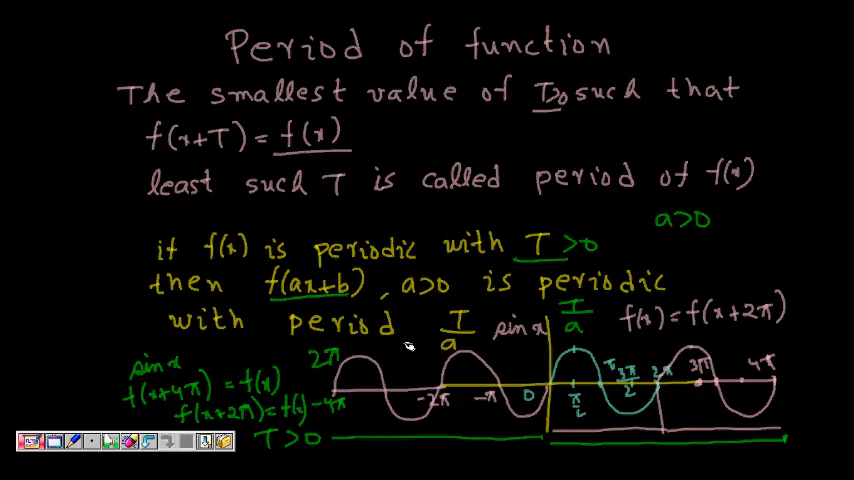 Period of function
The smallest value of T>0 such that
f(x+T) = f(x)
least such T is called period of f(x)
a>0
if f(x) is periodic with T >0
then f(ax+b), a>0 is periodic
with period T/a sin x T/a f(x) = f(x+2π)
sin x 2π
f(x+4π) = f(x)
f(x+2π) = f(x) -4π -2π -π 0 π/2 π 3π/2 2π 3π 4π
T>0